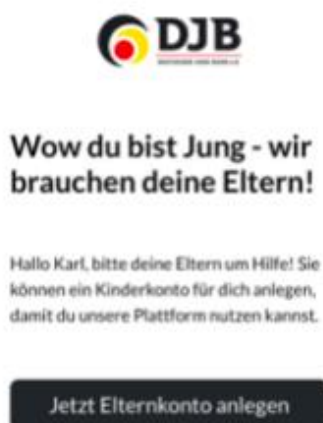 DJB
Wow du bist Jung - wir
brauchen deine Eltern!
Hallo Karl, bitte deine Eltern um Hilfe! Sie
können ein Kinderkonto für dich anlegen,
damit du unsere Plattform nutzen kannst.
Jetzt Elternkonto anlegen